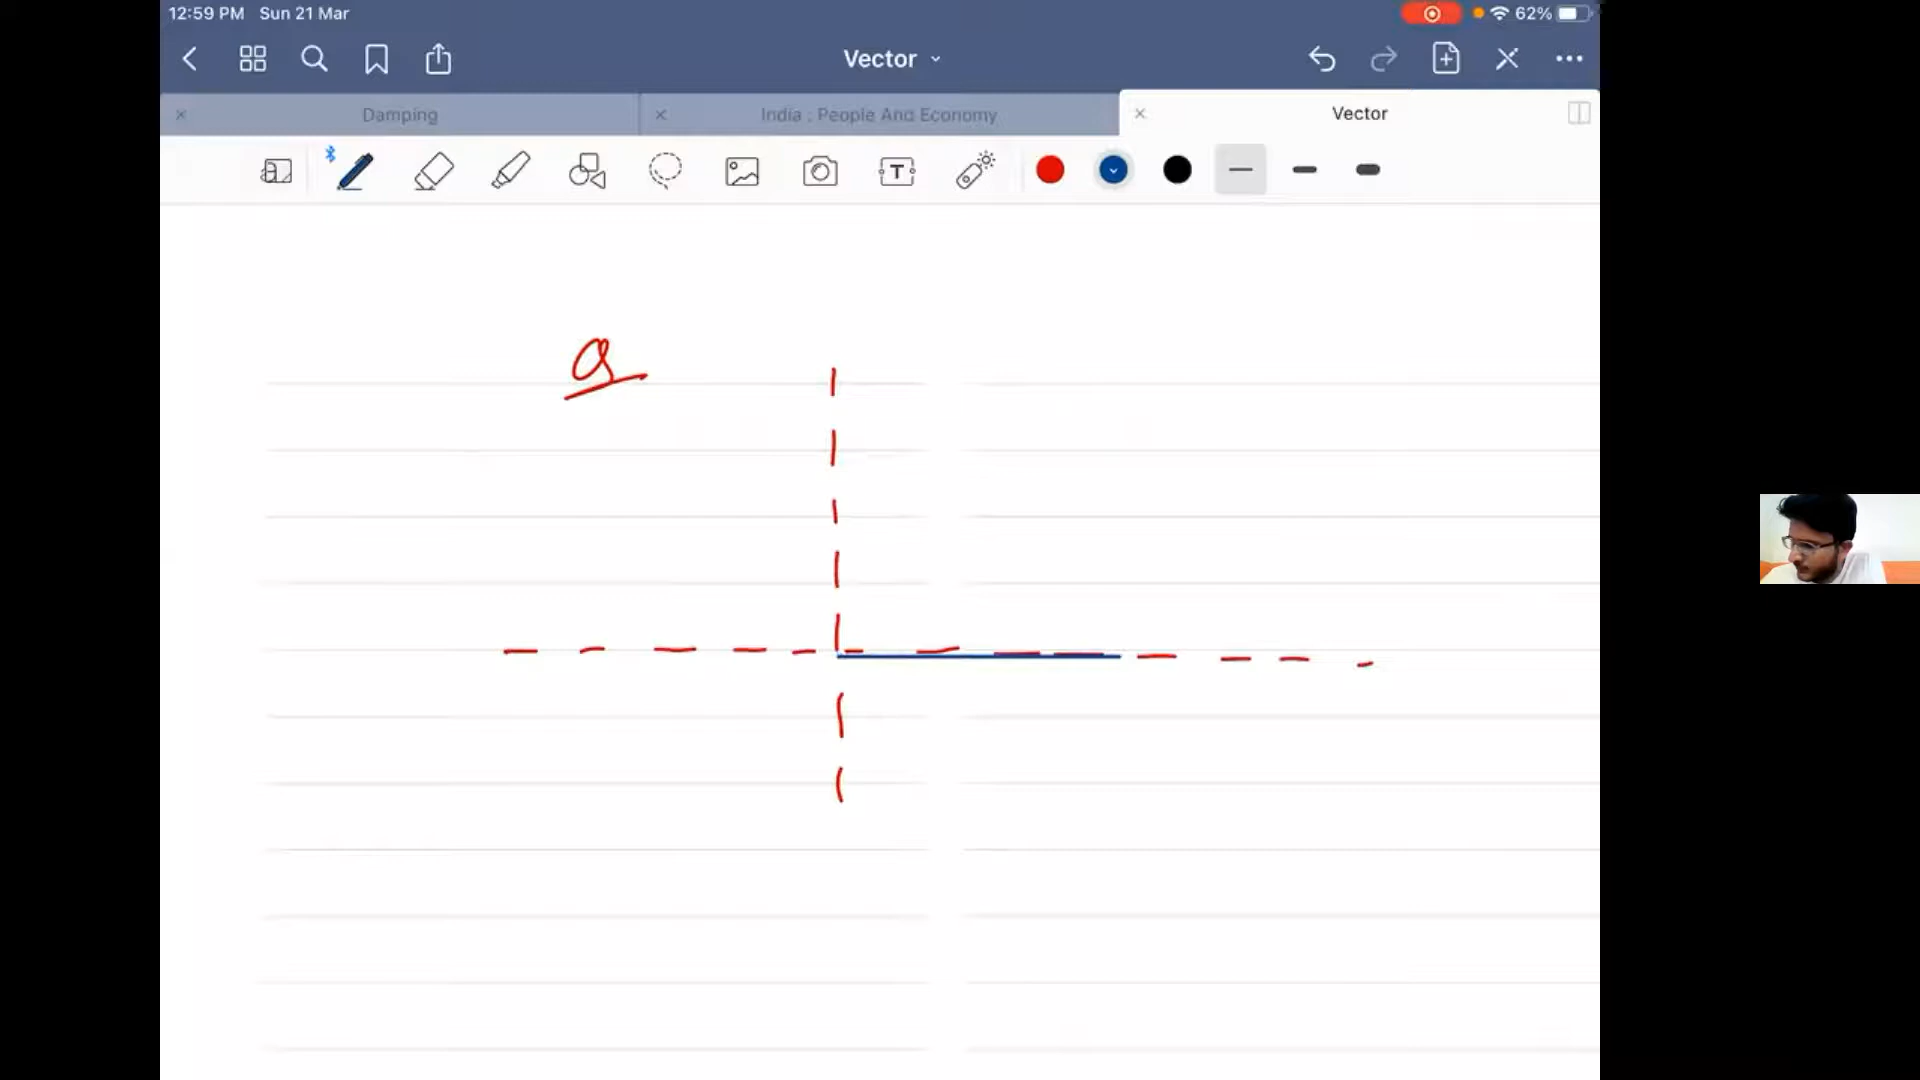 12:59 PM Sun 21 Mar
62%
Vector
Damping
India : People And Economy
Vector
T
Q